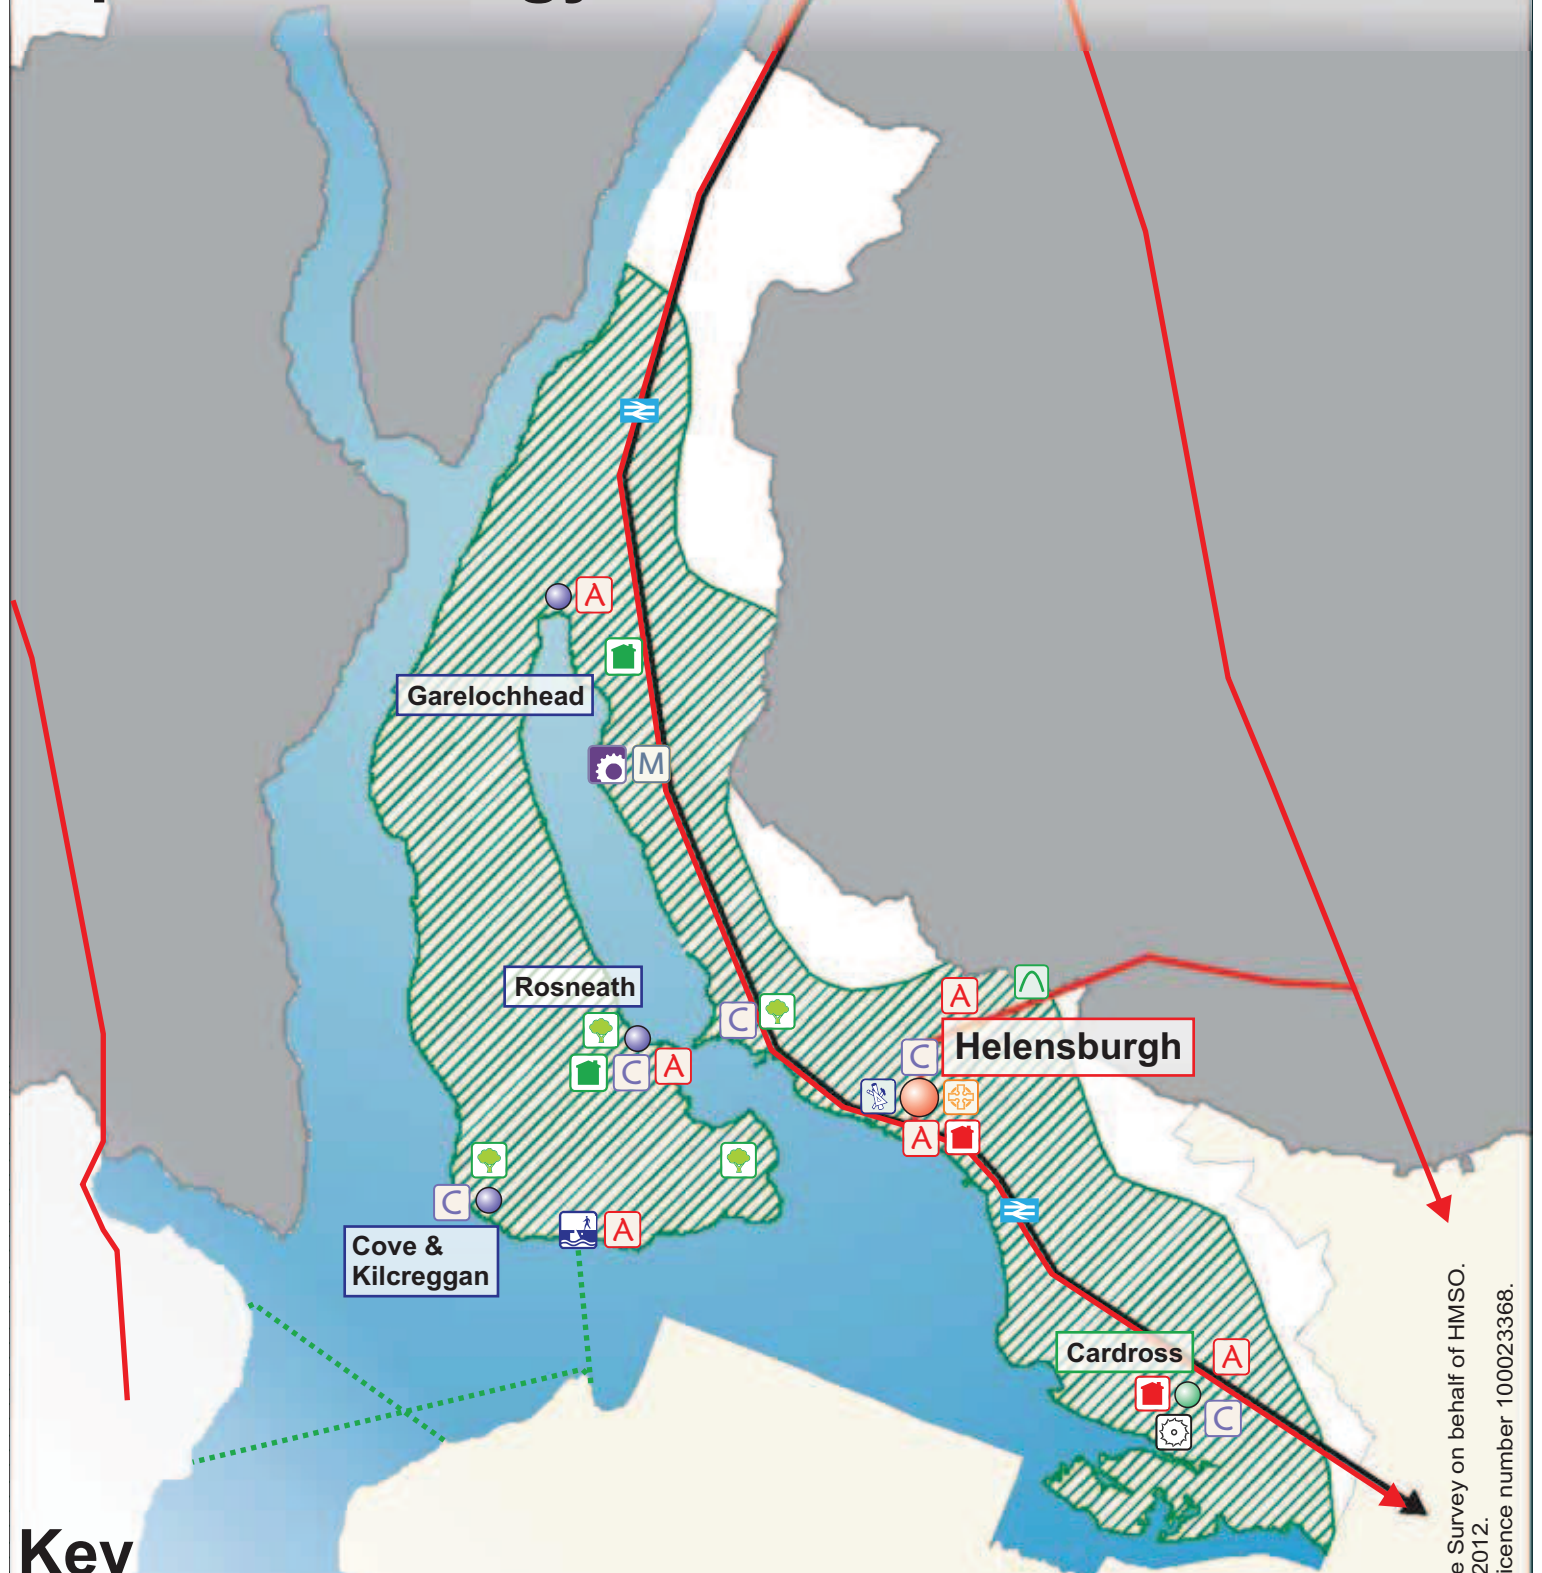 Garelochhead
Rosneath
Helensburgh
Cove &
Kilcreggan
Cardross
A
M
C
A
C
C
A
A
C
A
A
C
Key
e Survey on behalf of HMSO.
2012.
icence number 100023368.